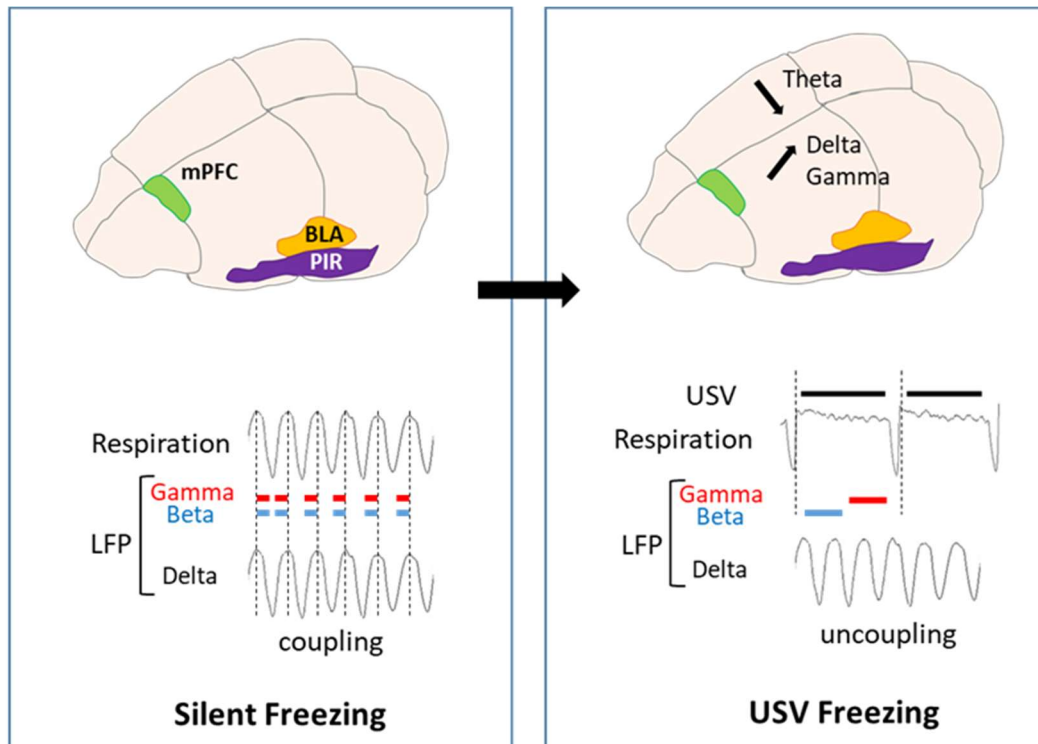 mPFC
BLA
PIR
Respiration
Gamma
Beta
LFP
Delta
coupling
Silent Freezing
Theta
Delta
Gamma
USV
Respiration
Gamma
Beta
LFP
Delta
uncoupling
USV Freezing